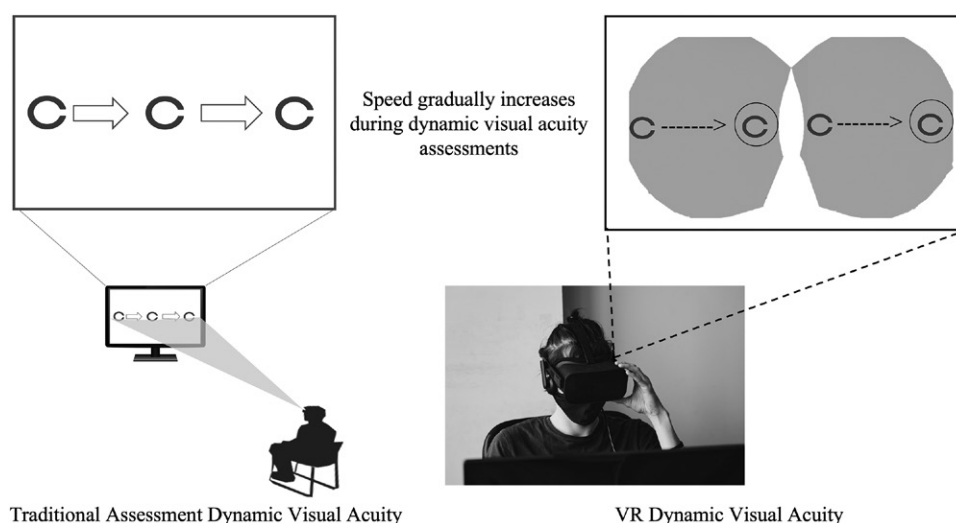 Speed gradually increases
during dynamic visual acuity
assessments
Traditional Assessment Dynamic Visual Acuity
VR Dynamic Visual Acuity